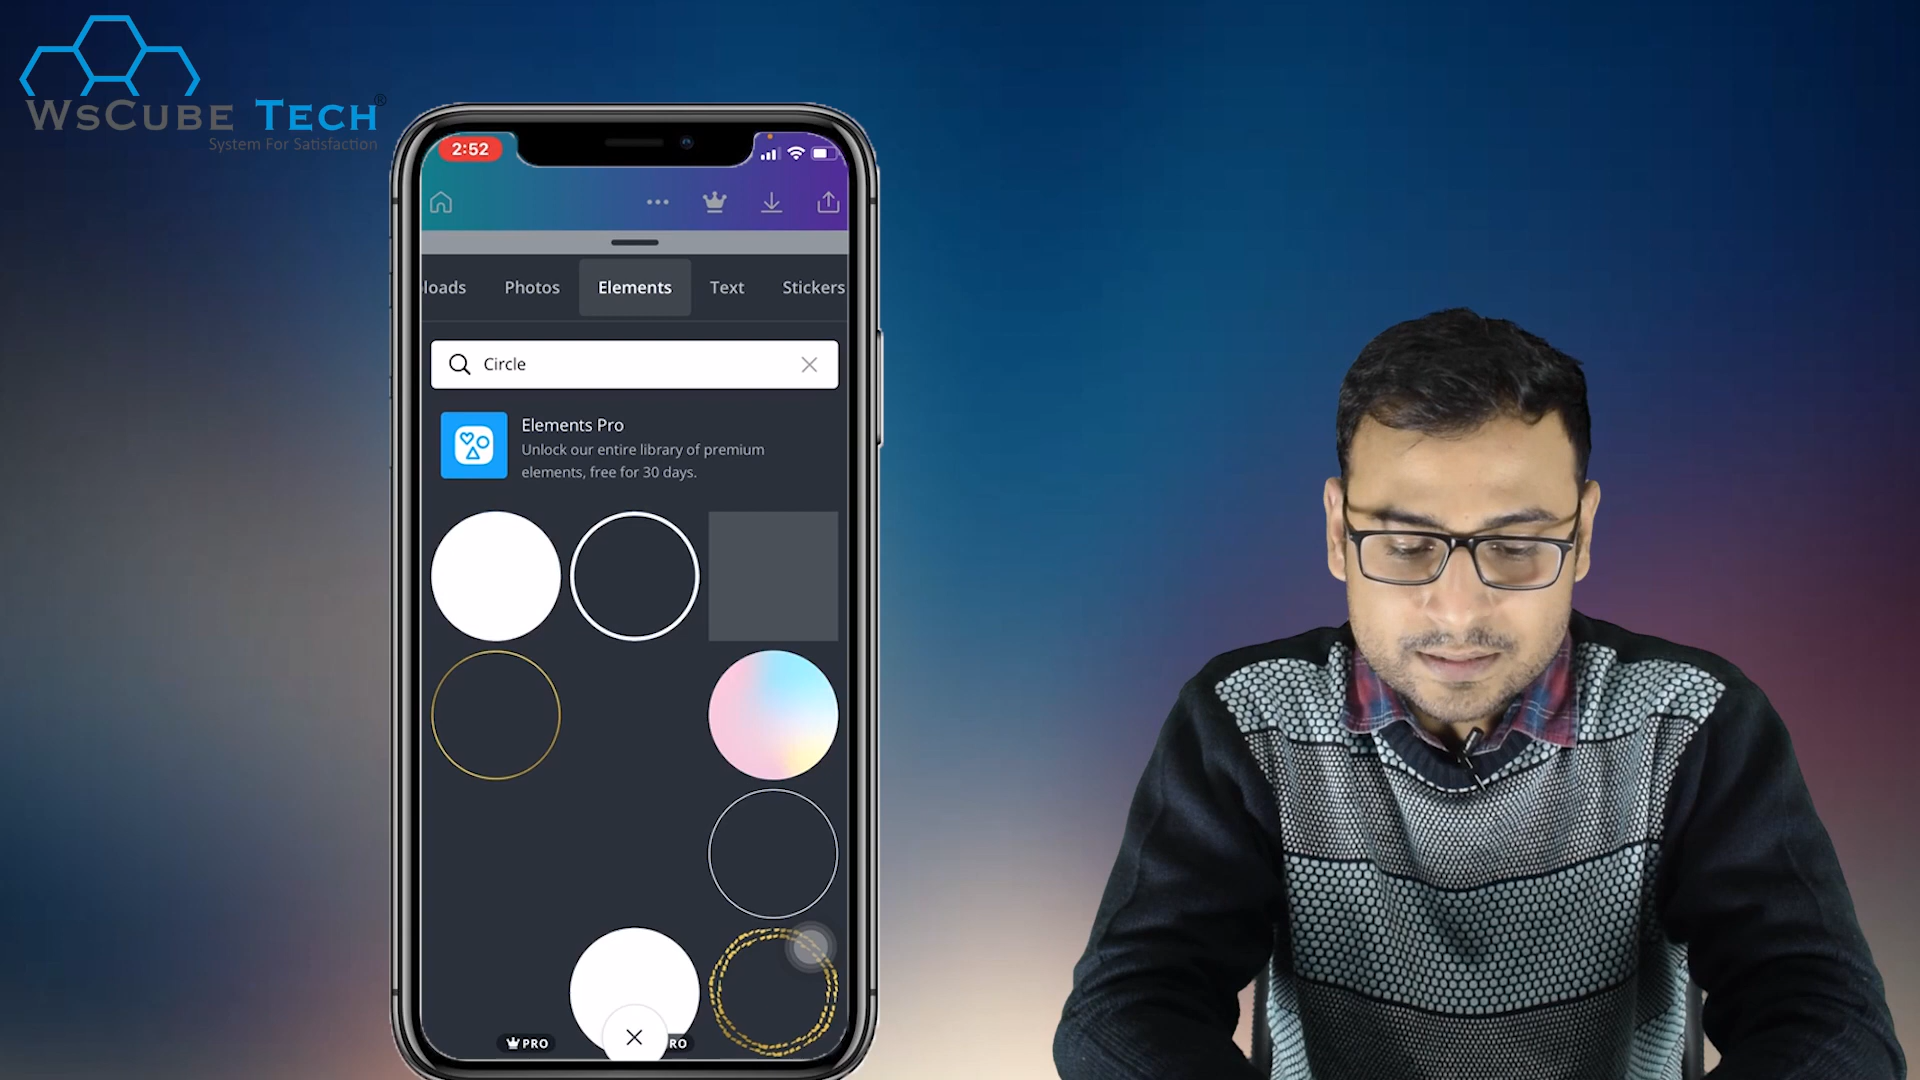 WSCUBE TECH®
System For Satisfaction
2:52
loads Photos Elements Text Stickers
Circle
Elements Pro
Unlock our entire library of premium
elements, free for 30 days.
PRO
RO